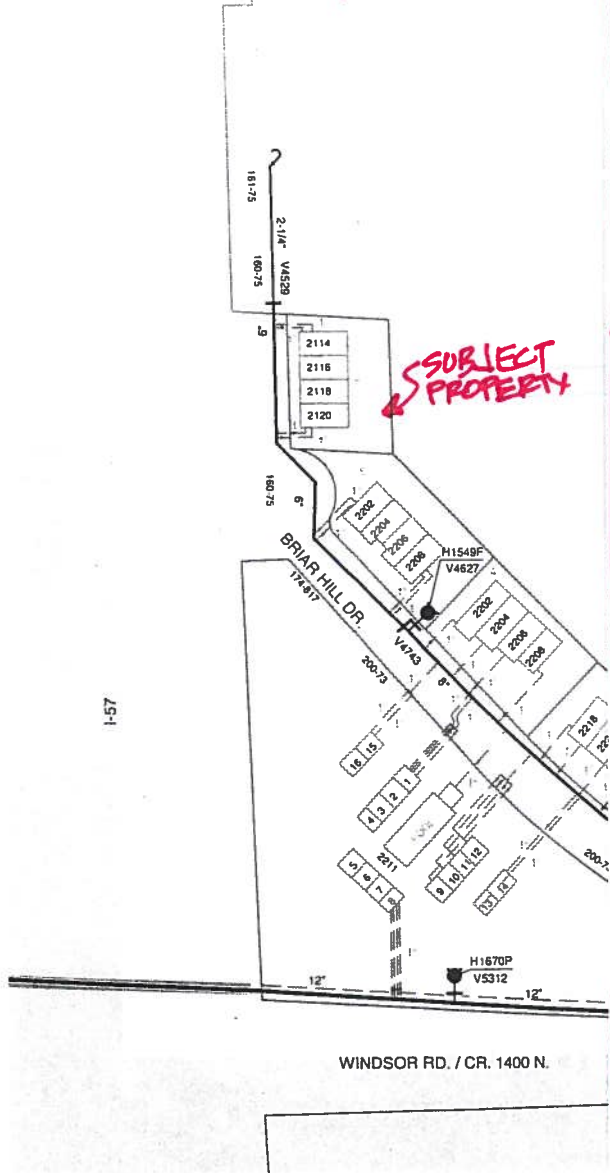 161-75
2-1/4"
V4529
160-75
6"
2114
2116
2118
2120
SUBJECT
PROPERTY
160-75
6"
2202
2204
2206
2208
H1549F
V4627
BRIAR HILL DR.
174-817
V4743
2202
2204
2206
2208
200-73
8"
I-57
2218
16 15
4 3 2 1
2211
5 6 7 8
9 10 11 12
13 14
H1670P
V5312
12"
12"
WINDSOR RD. / CR. 1400 N.